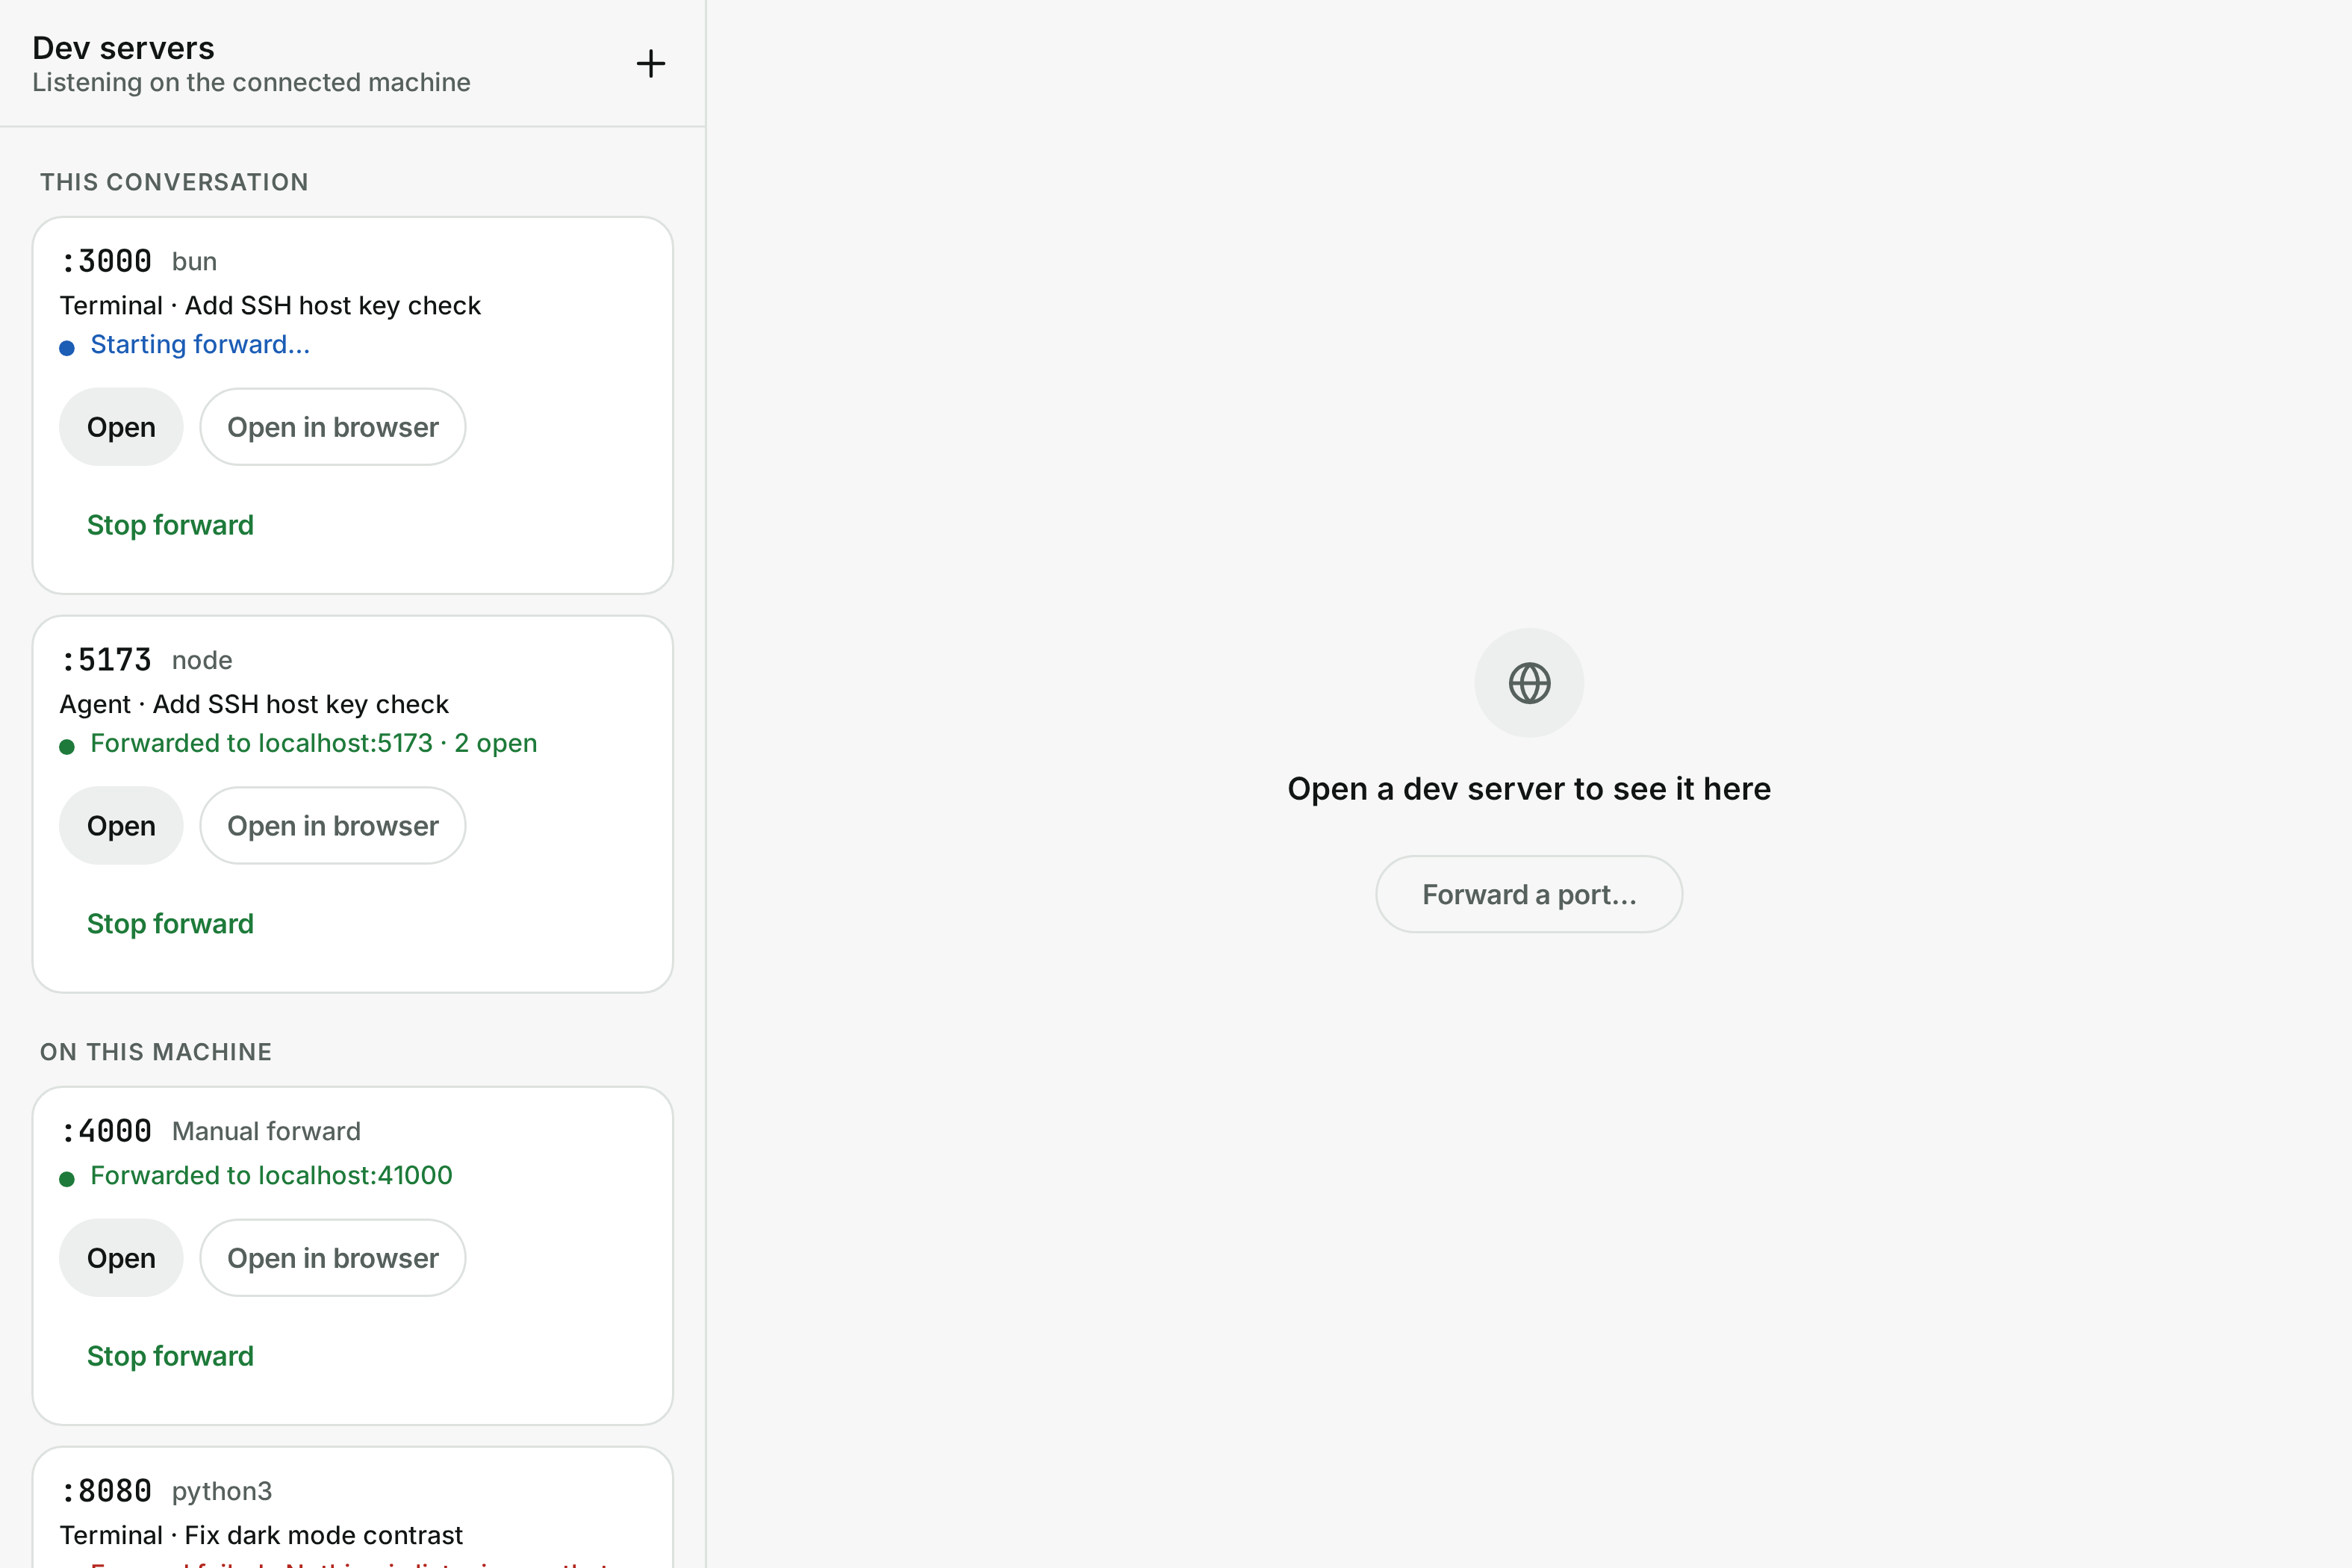 Dev servers
Listening on the connected machine
THIS CONVERSATION
:3000 bun
Terminal · Add SSH host key check
Starting forward...
Open Open in browser
Stop forward
:5173 node
Agent · Add SSH host key check
Forwarded to localhost:5173 · 2 open
Open Open in browser
Stop forward
ON THIS MACHINE
:4000 Manual forward
Forwarded to localhost:41000
Open Open in browser
Stop forward
:8080 python3
Terminal · Fix dark mode contrast
Open a dev server to see it here
Forward a port...